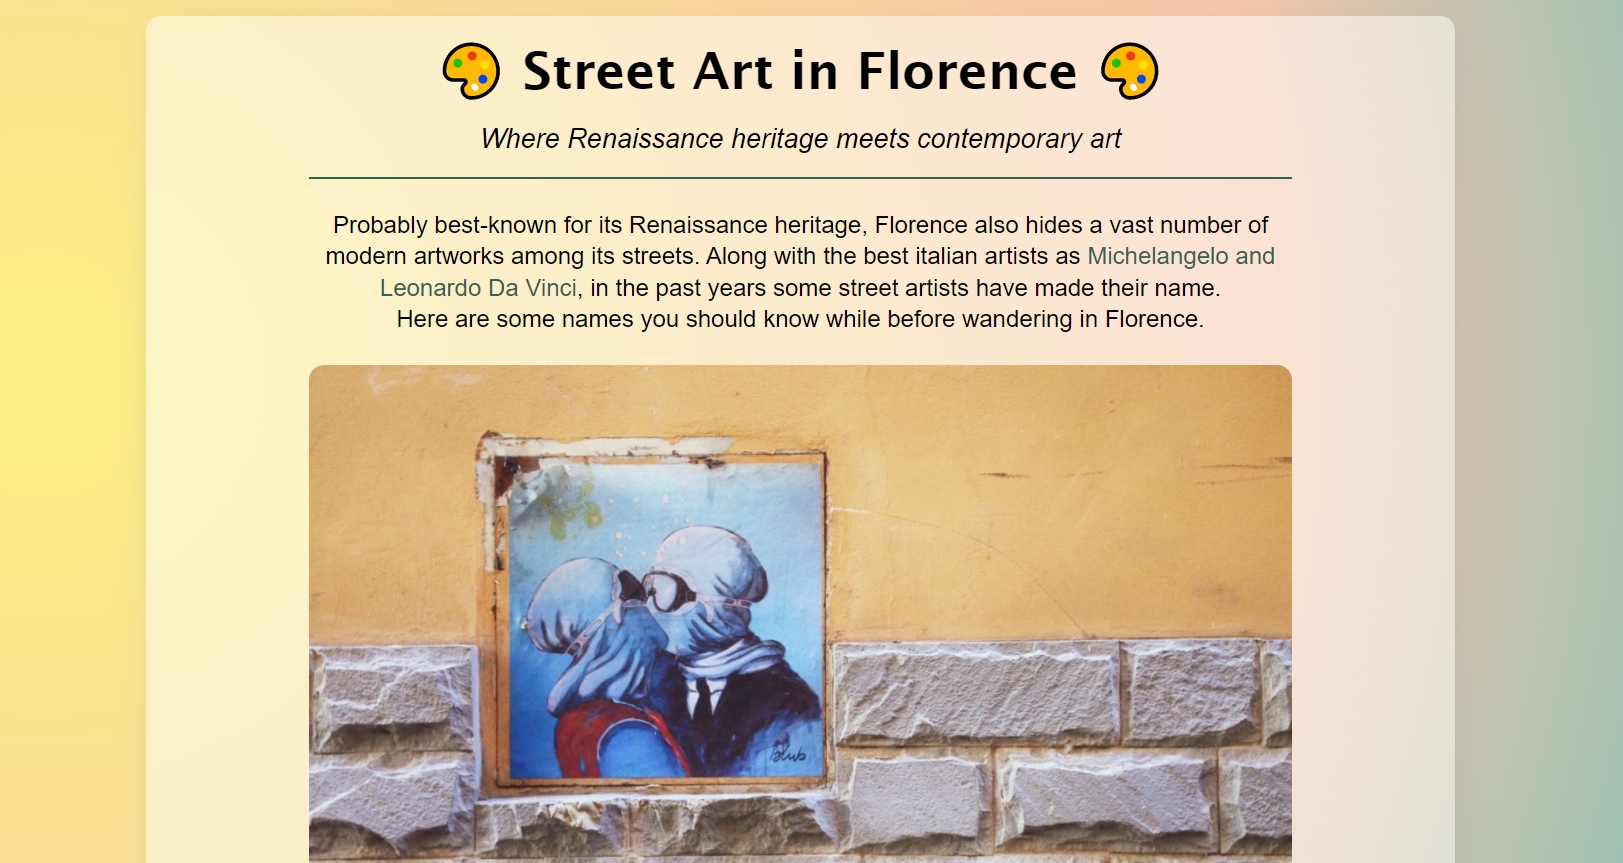 Street Art in Florence
Where Renaissance heritage meets contemporary art
Probably best-known for its Renaissance heritage, Florence also hides a vast number of
modern artworks among its streets. Along with the best italian artists as Michelangelo and
Leonardo Da Vinci, in the past years some street artists have made their name.
Here are some names you should know while before wandering in Florence.
Blub